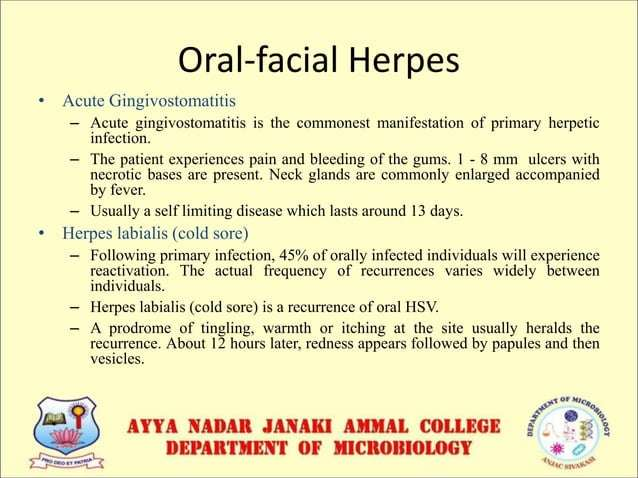 Oral-facial Herpes
• Acute Gingivostomatitis
– Acute gingivostomatitis is the commonest manifestation of primary herpetic
infection.
– The patient experiences pain and bleeding of the gums. 1 - 8 mm ulcers with
necrotic bases are present. Neck glands are commonly enlarged accompanied
by fever.
– Usually a self limiting disease which lasts around 13 days.
• Herpes labialis (cold sore)
– Following primary infection, 45% of orally infected individuals will experience
reactivation. The actual frequency of recurrences varies widely between
individuals.
– Herpes labialis (cold sore) is a recurrence of oral HSV.
– A prodrome of tingling, warmth or itching at the site usually heralds the
recurrence. About 12 hours later, redness appears followed by papules and then
vesicles.
PRO DEO ET PATRIA
AYYA NADAR JANAKI AMMAL COLLEGE
DEPARTMENT OF MICROBIOLOGY
DEPARTMENT OF MICROBIOLOGY
ANJAC SIVAKASI